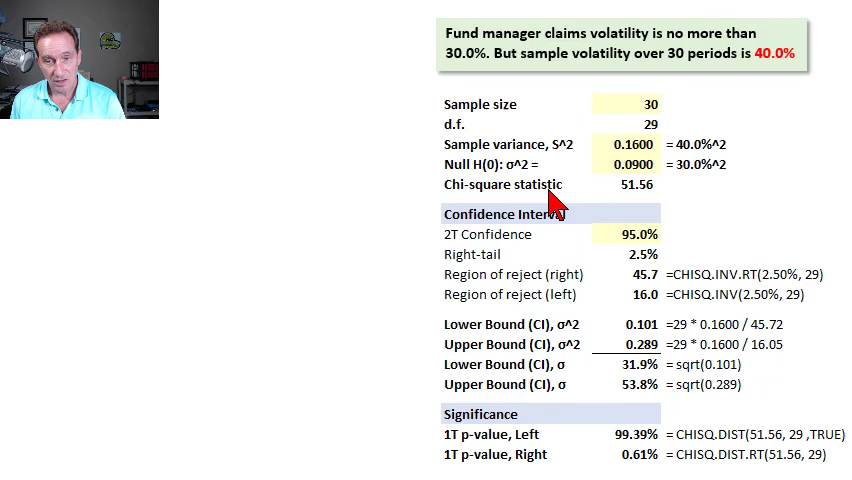 Fund manager claims volatility is no more than
30.0%. But sample volatility over 30 periods is 40.0%
Sample size 30
d.f. 29
Sample variance, S^2 0.1600 = 40.0%^2
Null H(0): σ^2 = 0.0900 = 30.0%^2
Chi-square statistic 51.56
Confidence Interval
2T Confidence 95.0%
Right-tail 2.5%
Region of reject (right) 45.7 =CHISQ.INV.RT(2.50%, 29)
Region of reject (left) 16.0 =CHISQ.INV(2.50%, 29)
Lower Bound (CI), σ^2 0.101 =29 * 0.1600 / 45.72
Upper Bound (CI), σ^2 0.289 =29 * 0.1600 / 16.05
Lower Bound (CI), σ 31.9% = sqrt(0.101)
Upper Bound (CI), σ 53.8% = sqrt(0.289)
Significance
1T p-value, Left 99.39% = CHISQ.DIST(51.56, 29 ,TRUE)
1T p-value, Right 0.61% = CHISQ.DIST.RT(51.56, 29)